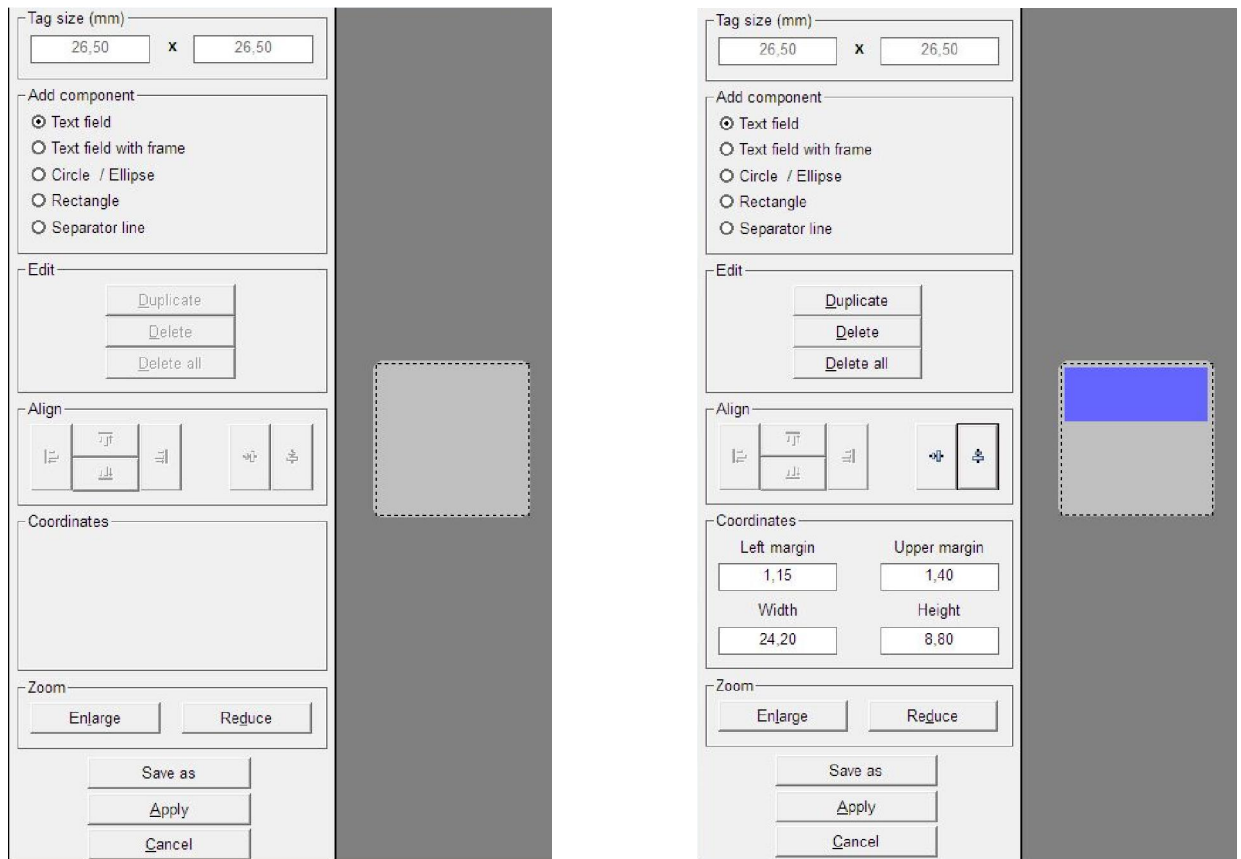 Tag size (mm)
26,50 x 26,50
Add component
Text field
Text field with frame
Circle / Ellipse
Rectangle
Separator line
Edit
Duplicate
Delete
Delete all
Align
Coordinates
Zoom
Enlarge Reduce
Save as
Apply
Cancel
Tag size (mm)
26,50 x 26,50
Add component
Text field
Text field with frame
Circle / Ellipse
Rectangle
Separator line
Edit
Duplicate
Delete
Delete all
Align
Coordinates
Left margin Upper margin
1,15 1,40
Width Height
24,20 8,80
Zoom
Enlarge Reduce
Save as
Apply
Cancel